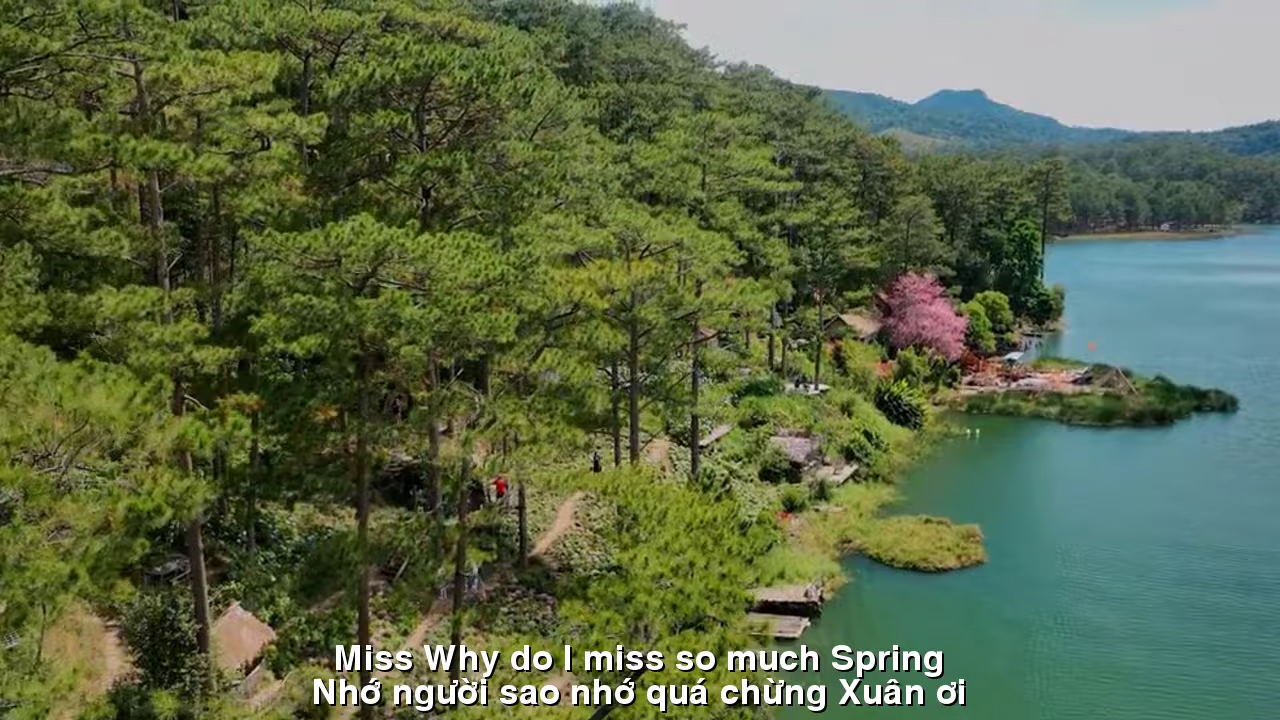 Miss Why do I miss so much Spring
Nhớ người sao nhớ quá chừng Xuân ơi